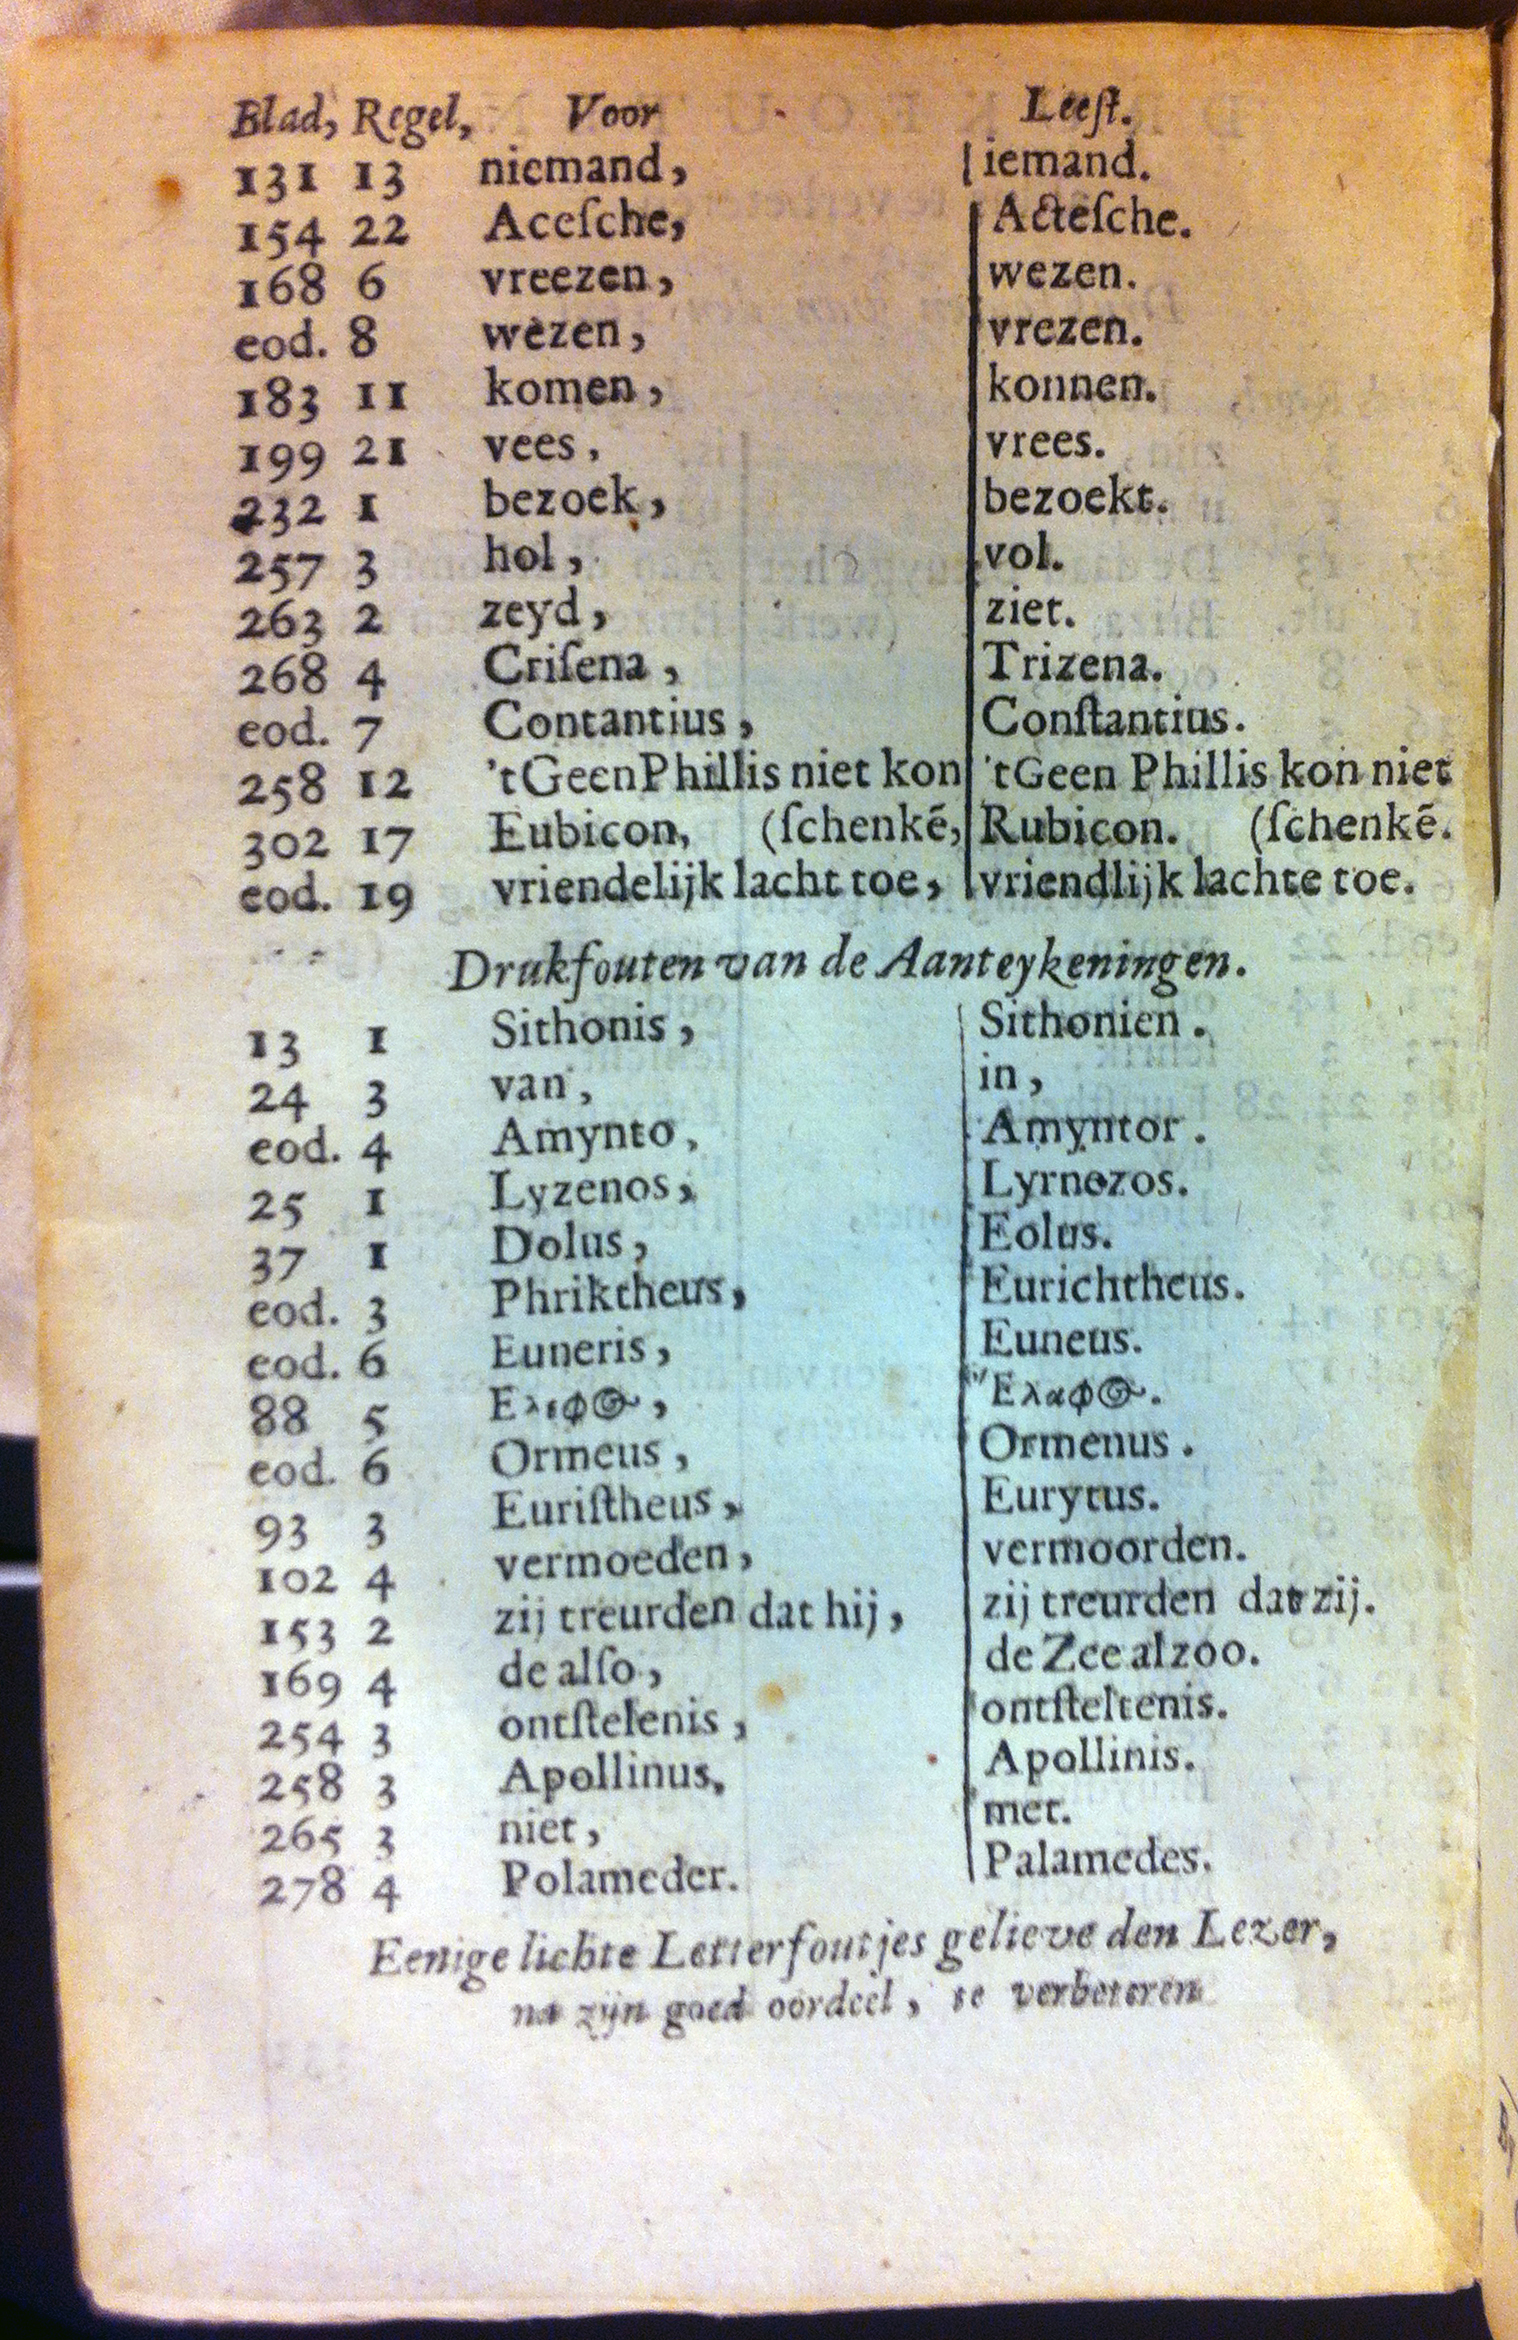 Blad, Regel, Voor Leeſt.
131 13 niemand, iemand.
154 22 Aceſche, Acteſche.
168 6 vreezen, wezen.
eod. 8 wezen, vrezen.
183 11 komen, konnen.
199 21 vees, vrees.
232 1 bezoek, bezoekt.
257 3 hol, vol.
263 2 zeyd, ziet.
268 4 Criſena, Trizena.
eod. 7 Contantius, Conſtantius.
258 12 't Geen Phillis niet kon 't Geen Phillis kon niet
302 17 Eubicon, (ſchenkē, Rubicon. (ſchenkē.
eod. 19 vriendelijk lacht toe, vriendlijk lachte toe.
Drukfouten van de Aanteykeningen.
13 1 Sithonis, Sithonien.
24 3 van, in,
eod. 4 Amynto, Amyntor.
25 1 Lyzenos, Lyrnozos.
37 1 Dolus, Eolus.
eod. 3 Phriktheus, Eurichtheus.
eod. 6 Euneris, Euneus.
88 5 Ελεφ☉, Ἔλαφ☉.
eod. 6 Ormeus, Ormenus.
93 3 Euriſtheus, Eurytus.
102 4 vermoeden, vermoorden.
153 2 zij treurden dat hij, zij treurden dat zij.
169 4 de alſo, de Zee alzoo.
254 3 ontſtelenis, ontſteltenis.
258 3 Apollinus, Apollinis.
265 3 niet, met.
278 4 Polameder. Palamedes.
Eenige lichte Letterfoutjes gelieve den Lezer,
na zijn goed oordeel, te verbeteren